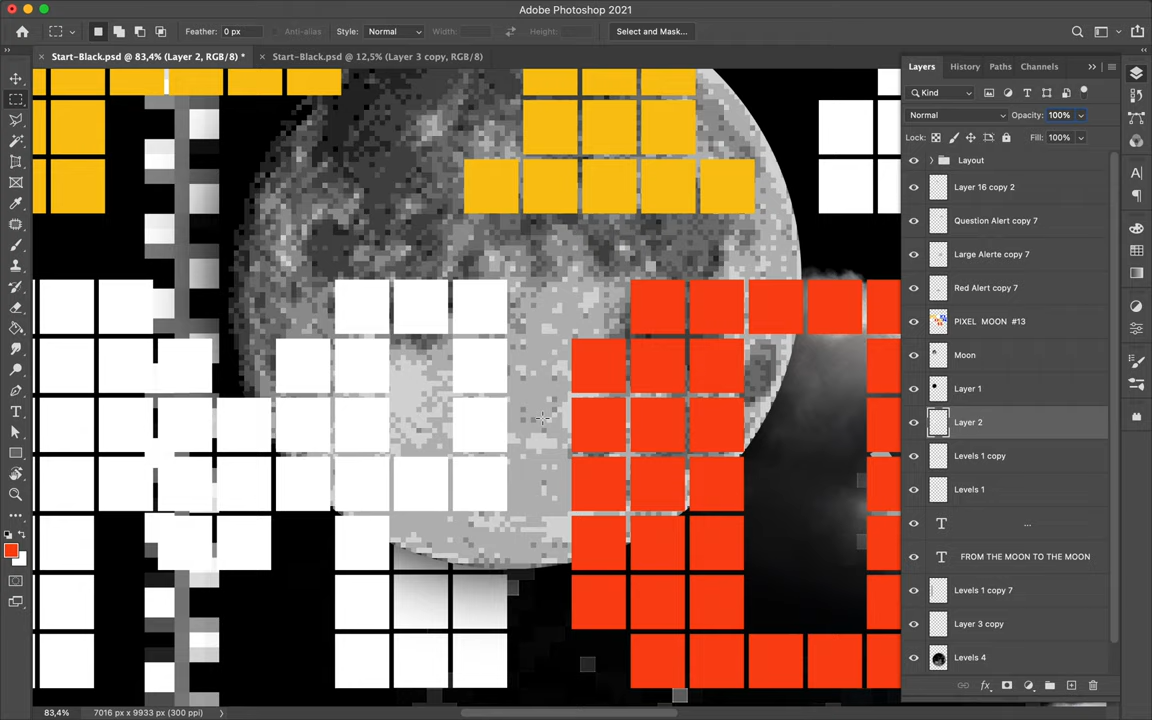 Adobe Photoshop 2021
Feather: 0 px
Anti-alias
Style: Normal
Width:
Height:
Select and Mask...
Start-Black.psd @ 83,4% (Layer 2, RGB/8) *
Start-Black.psd @ 12,5% (Layer 3 copy, RGB/8)
Layers
History
Paths
Channels
Kind
Normal
Opacity: 100%
Lock:
Fill: 100%
Layout
Layer 16 copy 2
Question Alert copy 7
Large Alerte copy 7
Red Alert copy 7
PIXEL MOON #13
Moon
Layer 1
Layer 2
Levels 1 copy
Levels 1
T ...
T FROM THE MOON TO THE MOON
Levels 1 copy 7
Layer 3 copy
Levels 4
fx
83,4%
7016 px x 9933 px (300 ppi)